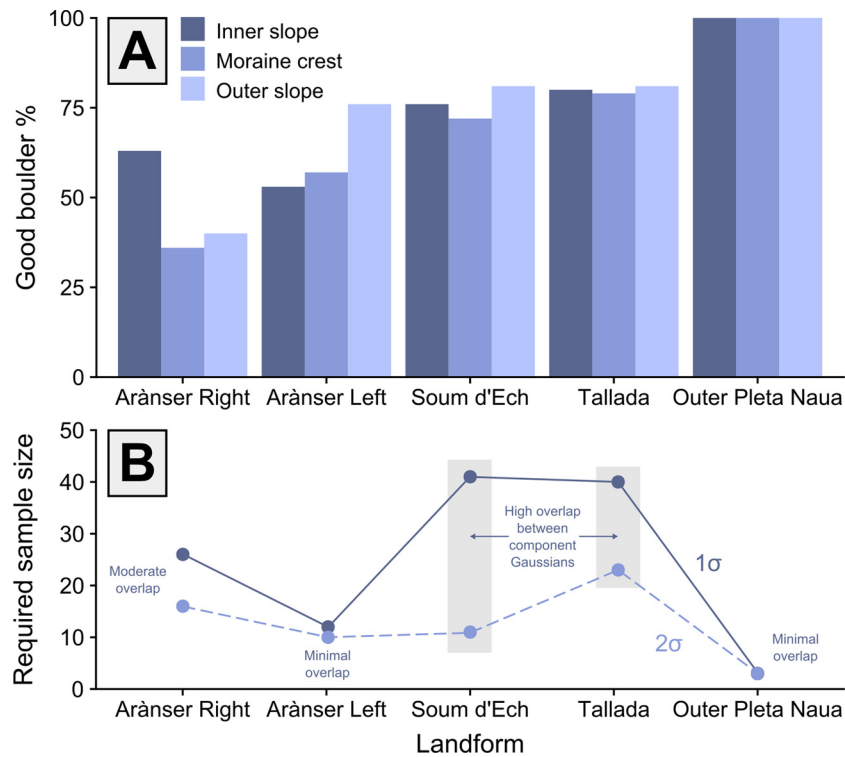 A
Inner slope
Moraine crest
Outer slope
Good boulder %
100
75
50
25
0
Arànser Right
Arànser Left
Soum d'Ech
Tallada
Outer Pleta Naua
B
Required sample size
50
40
30
20
10
0
Moderate
overlap
Minimal
overlap
High overlap
between
component
Gaussians
1σ
2σ
Minimal
overlap
Arànser Right
Arànser Left
Soum d'Ech
Tallada
Outer Pleta Naua
Landform